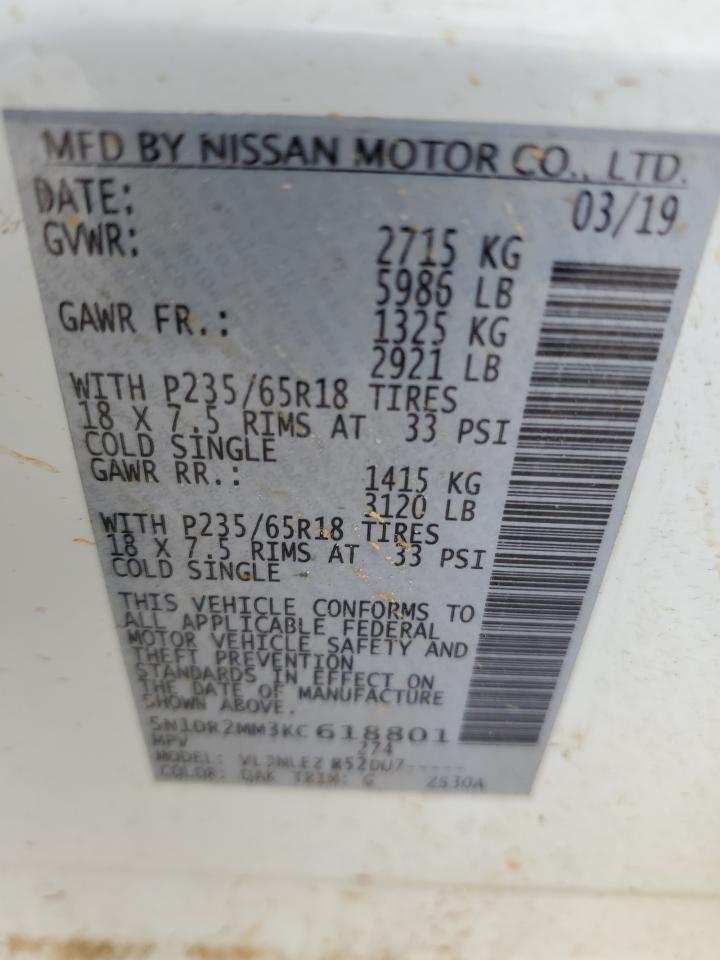 MFD BY NISSAN MOTOR CO., LTD.
DATE: 03/19
GVWR: 2715 KG
5986 LB
GAWR FR.: 1325 KG
2921 LB
WITH P235/65R18 TIRES
18 X 7.5 RIMS AT 33 PSI
COLD SINGLE
GAWR RR.: 1415 KG
3120 LB
WITH P235/65R18 TIRES
18 X 7.5 RIMS AT 33 PSI
COLD SINGLE
THIS VEHICLE CONFORMS TO
ALL APPLICABLE FEDERAL
MOTOR VEHICLE SAFETY AND
THEFT PREVENTION
STANDARDS IN EFFECT ON
THE DATE OF MANUFACTURE
SHOWN ABOVE.
5N1DR2MM3KC 618801
MPV 274
MODEL:
COLOR: QAK TRIM: G 2S30A